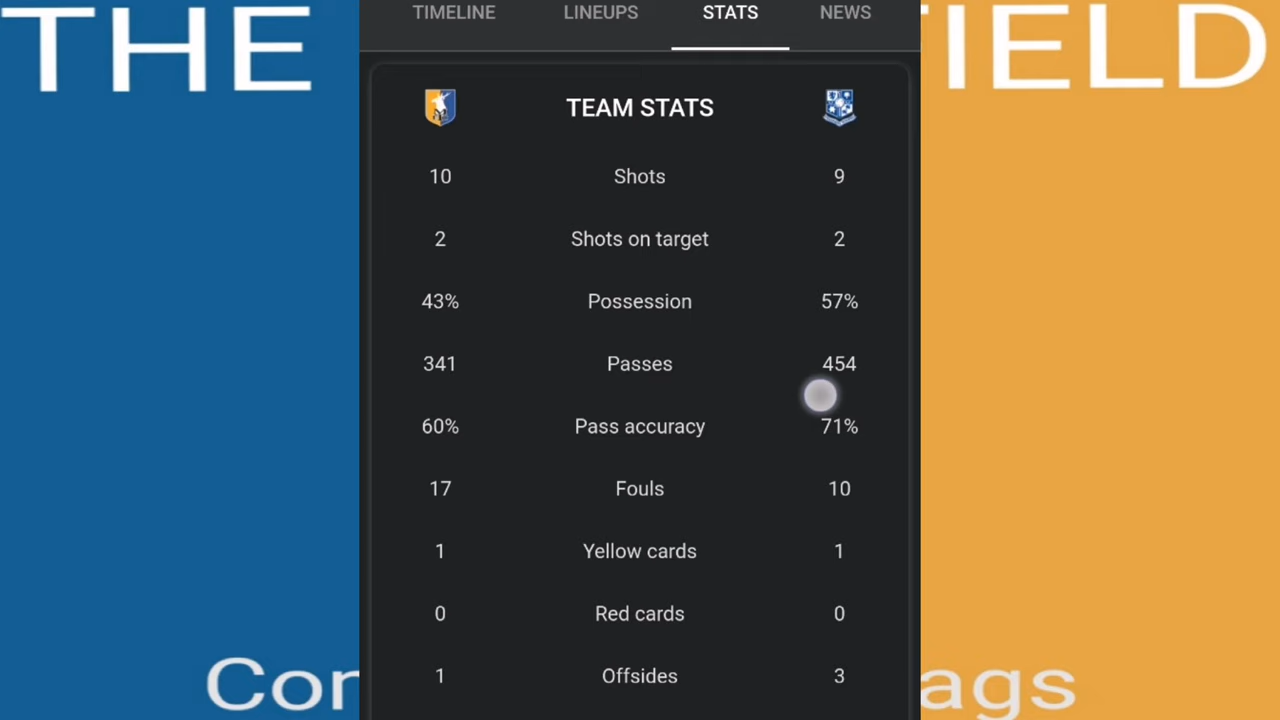 THE
IELD
TIMELINE LINEUPS STATS NEWS
TEAM STATS
10 Shots 9
2 Shots on target 2
43% Possession 57%
341 Passes 454
60% Pass accuracy 71%
17 Fouls 10
1 Yellow cards 1
0 Red cards 0
1 Offsides 3
Con
ags